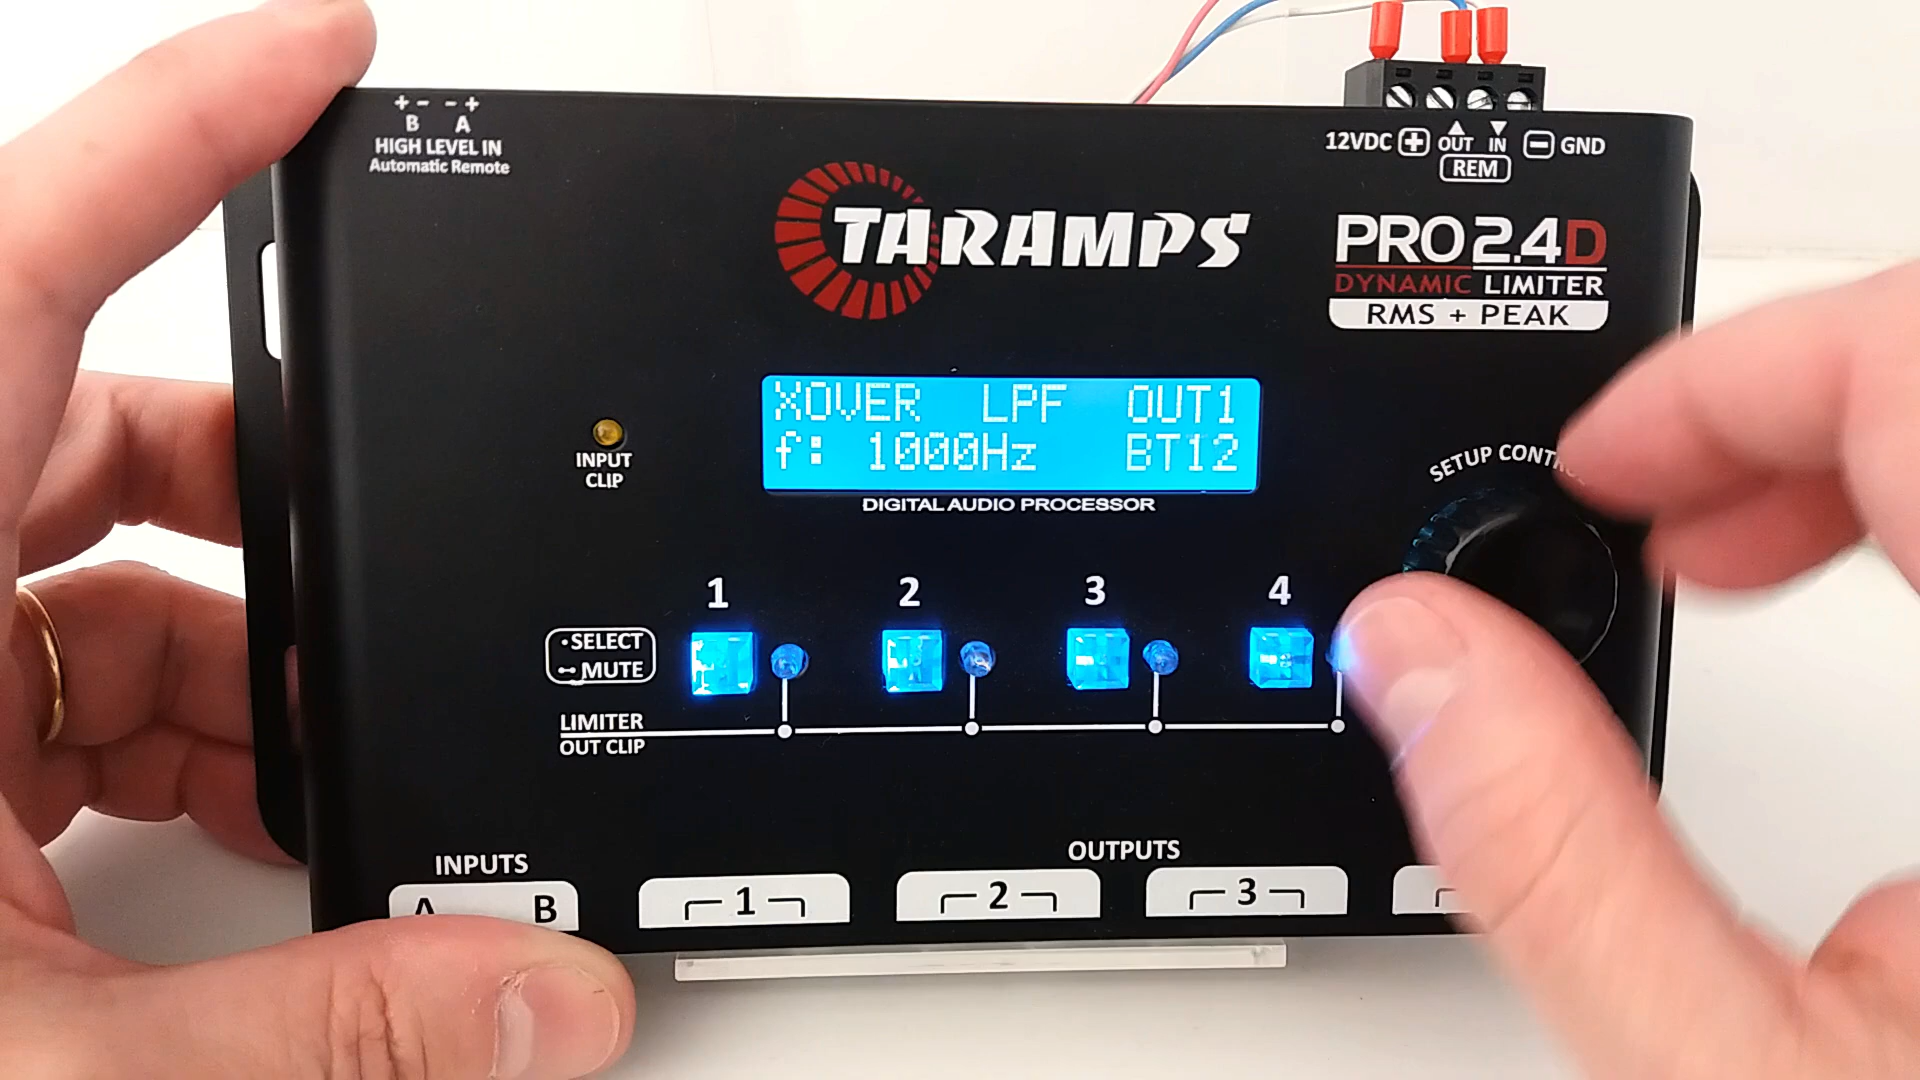 + - - +
B A
HIGH LEVEL IN
Automatic Remote
12VDC + OUT IN - GND
REM
TARAMPS
PRO 2.4D
DYNAMIC LIMITER
RMS + PEAK
XOVER LPF OUT1
f: 1000Hz BT12
DIGITAL AUDIO PROCESSOR
INPUT
CLIP
SETUP
1 2 3 4
SELECT
MUTE
LIMITER
OUT CLIP
INPUTS
A B
OUTPUTS
1 2 3